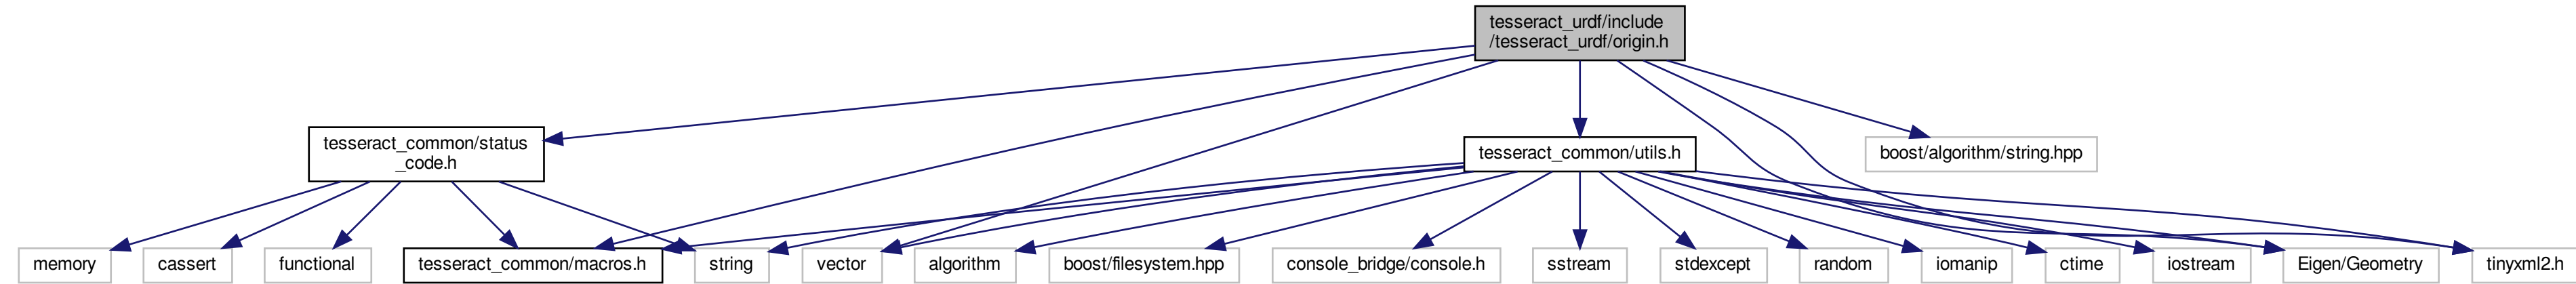 tesseract_urdf/include
/tesseract_urdf/origin.h
tesseract_common/status
_code.h
tesseract_common/utils.h
boost/algorithm/string.hpp
memory
cassert
functional
tesseract_common/macros.h
string
vector
algorithm
boost/filesystem.hpp
console_bridge/console.h
sstream
stdexcept
random
iomanip
ctime
iostream
Eigen/Geometry
tinyxml2.h